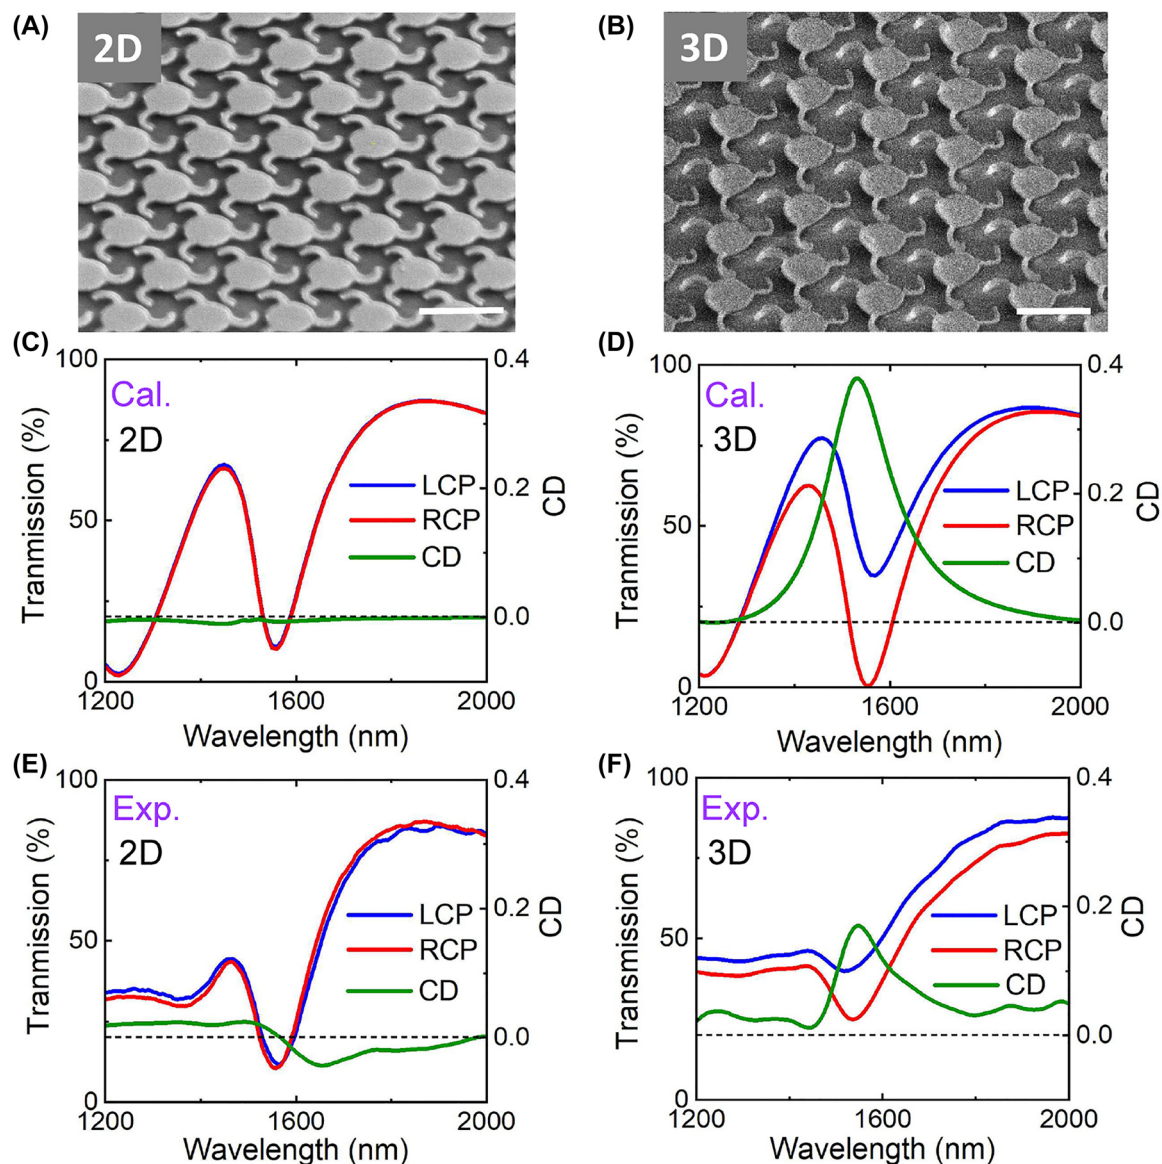 (A)
2D
(B)
3D
(C)
100
50
0
1200
1600
2000
0.4
0.2
0.0
Tranmission (%)
CD
Wavelength (nm)
Cal.
2D
LCP
RCP
CD
(D)
100
50
0
1200
1600
2000
0.4
0.2
0.0
Tranmission (%)
CD
Wavelength (nm)
Cal.
3D
LCP
RCP
CD
(E)
100
50
0
1200
1600
2000
0.4
0.2
0.0
Tranmission (%)
CD
Wavelength (nm)
Exp.
2D
LCP
RCP
CD
(F)
100
50
0
1200
1600
2000
0.4
0.2
0.0
Transmission (%)
CD
Wavelength (nm)
Exp.
3D
LCP
RCP
CD